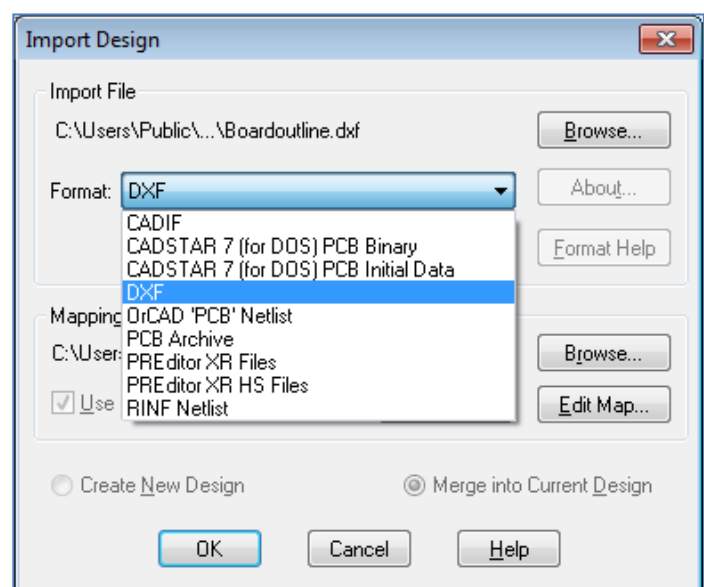 Import Design
Import File
C:\Users\Public\...\Boardoutline.dxf
Browse...
Format: DXF
About...
CADIF
CADSTAR 7 (for DOS) PCB Binary
CADSTAR 7 (for DOS) PCB Initial Data
Format Help
DXF
Mapping
OrCAD 'PCB' Netlist
PCB Archive
C:\User
PREditor XR Files
Browse...
PREditor XR HS Files
Use
RINF Netlist
Edit Map...
Create New Design
Merge into Current Design
OK
Cancel
Help